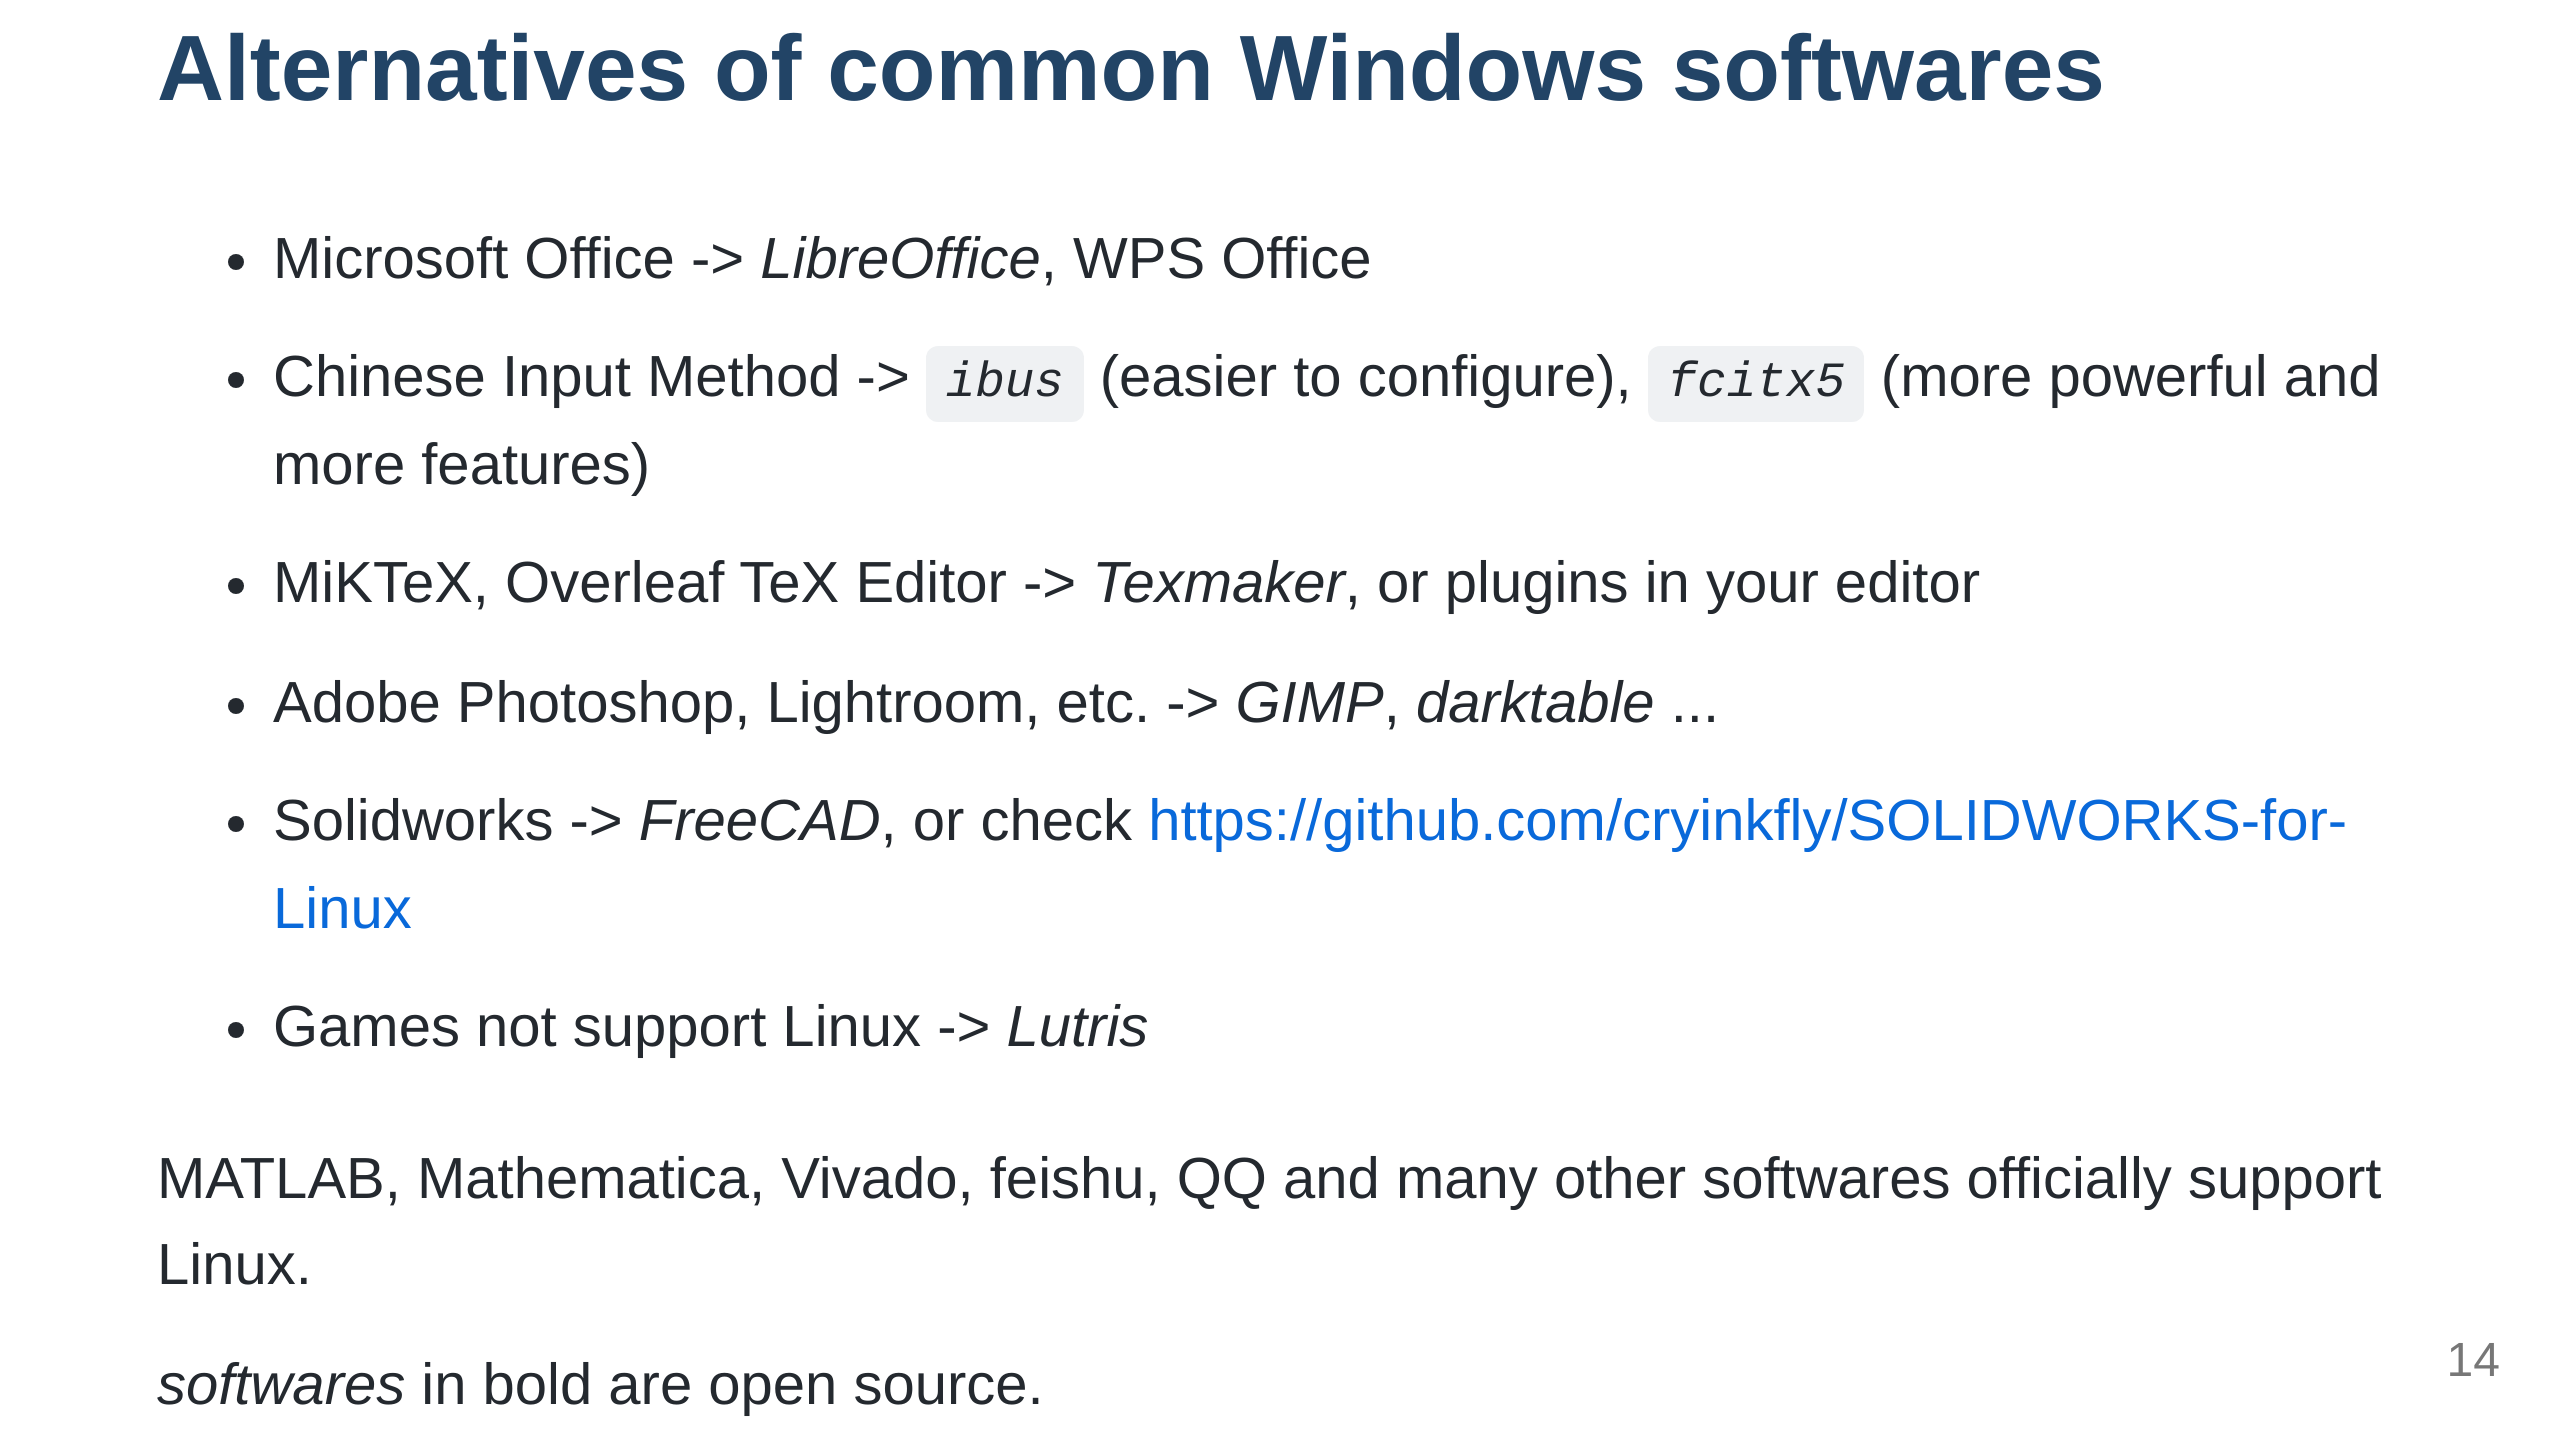 Alternatives of common Windows softwares
• Microsoft Office -> LibreOffice, WPS Office
• Chinese Input Method -> ibus (easier to configure), fcitx5 (more powerful and
more features)
• MiKTeX, Overleaf TeX Editor -> Texmaker, or plugins in your editor
• Adobe Photoshop, Lightroom, etc. -> GIMP, darktable ...
• Solidworks -> FreeCAD, or check https://github.com/cryinkfly/SOLIDWORKS-for-
Linux
• Games not support Linux -> Lutris
MATLAB, Mathematica, Vivado, feishu, QQ and many other softwares officially support
Linux.
softwares in bold are open source.
14